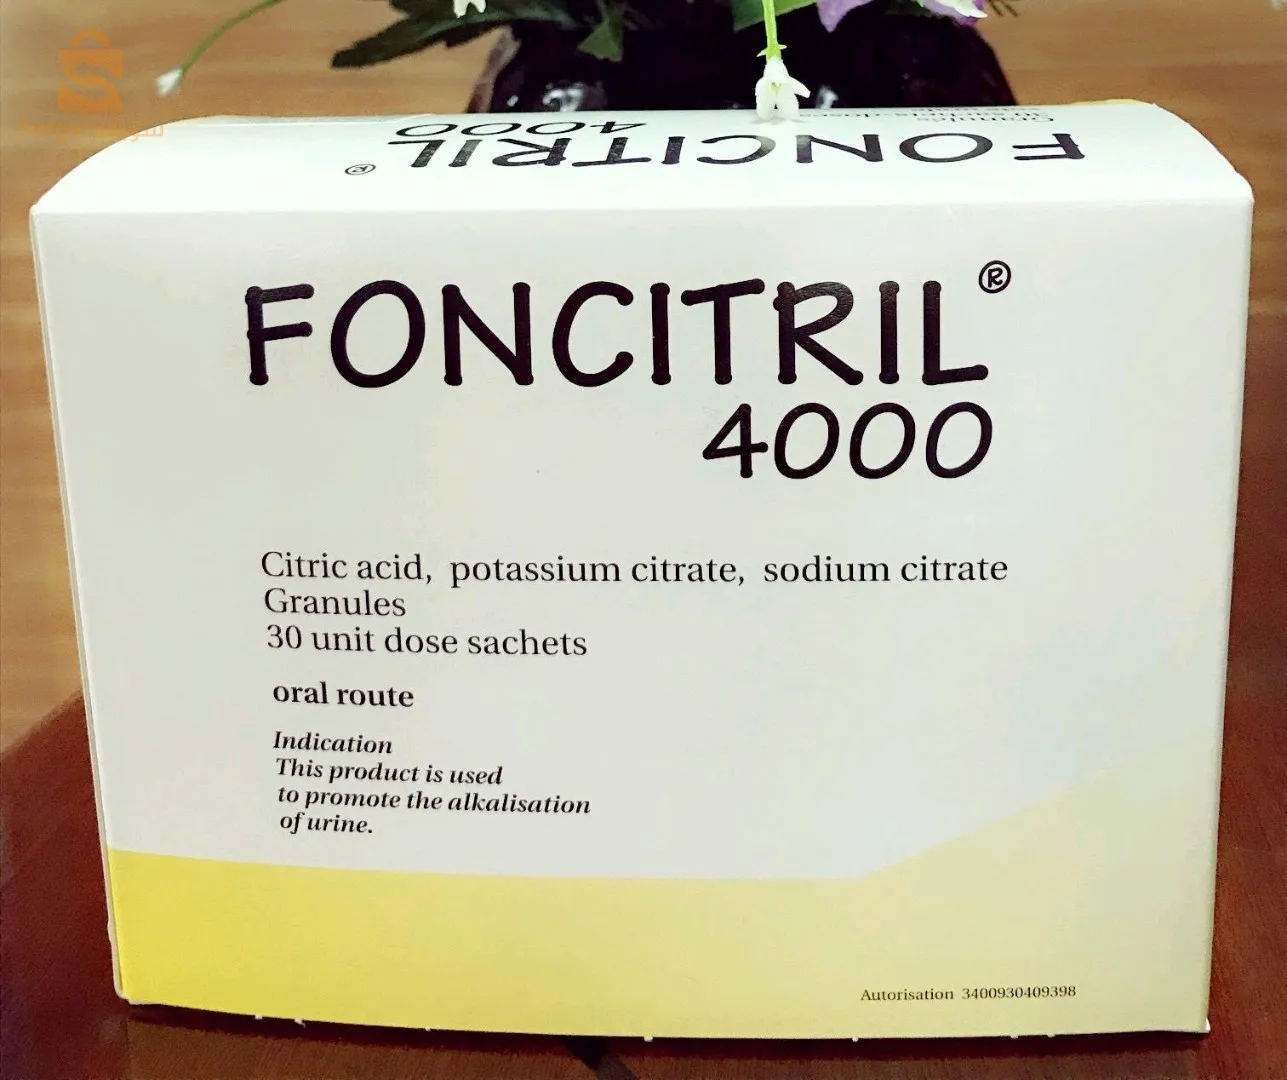 FONCITRIL®
4000
FONCITRIL®
4000
Citric acid, potassium citrate, sodium citrate
Granules
30 unit dose sachets
oral route
Indication
This product is used
to promote the alkalisation
of urine.
Autorisation 3400930409398